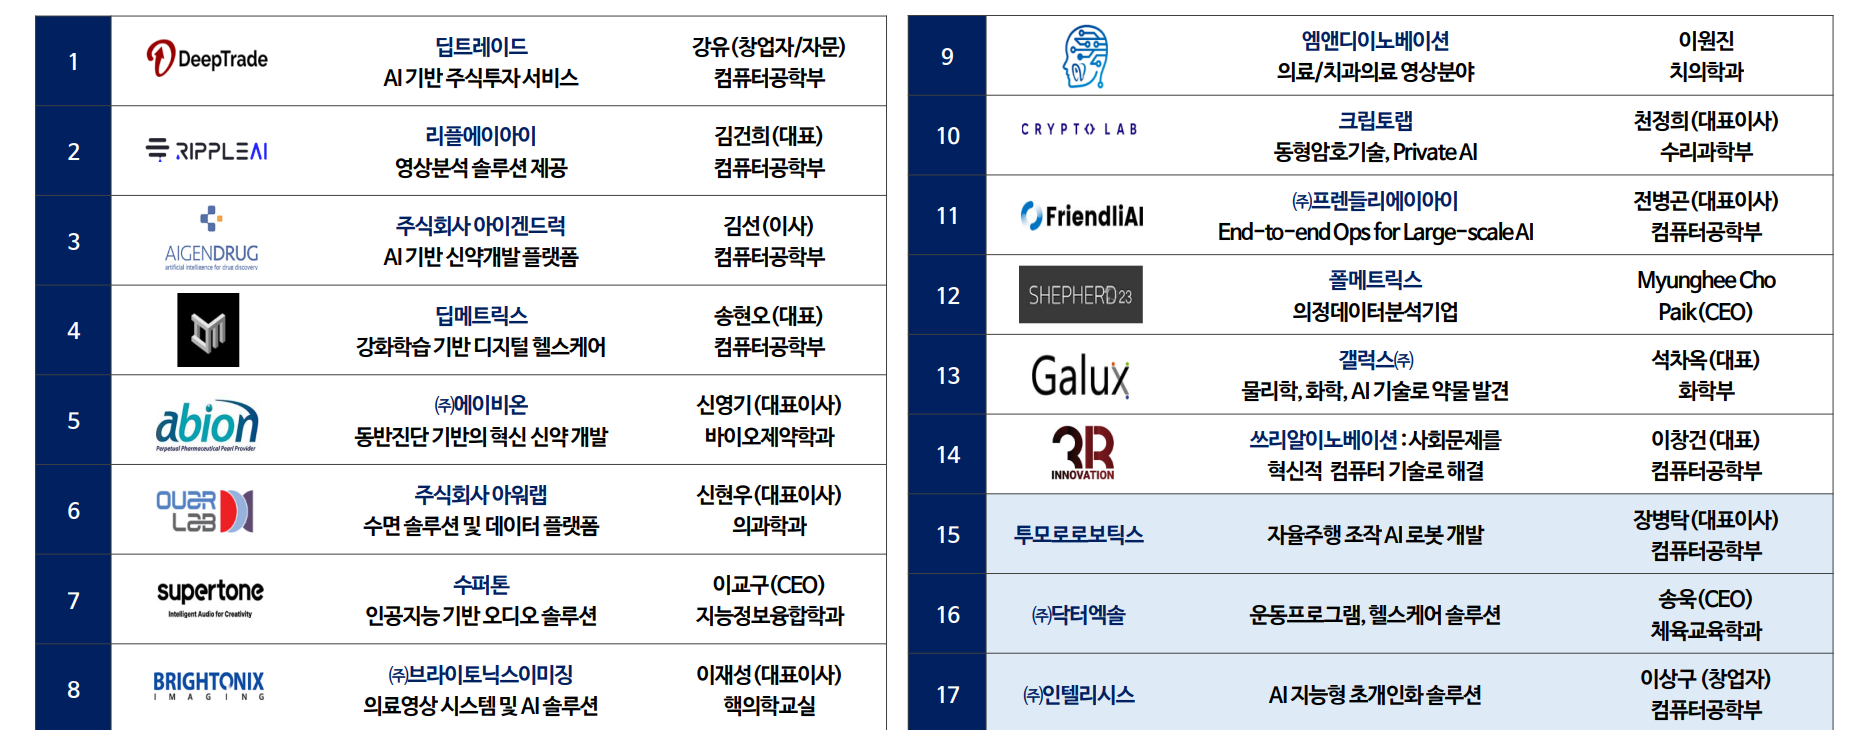 1
DeepTrade
딥트레이드
AI 기반 주식투자 서비스
강유(창업자/자문)
컴퓨터공학부
2
RIPPLEAI
리플에이아이
영상분석 솔루션 제공
김건희(대표)
컴퓨터공학부
3
AIGENDRUG
artificial intelligence for drug discovery
주식회사 아이겐드럭
AI 기반 신약개발 플랫폼
김선(이사)
컴퓨터공학부
4
딥메트릭스
강화학습 기반 디지털 헬스케어
송현오(대표)
컴퓨터공학부
5
abion
Perpetual Pharmaceutical Pearl Provider
㈜에이비온
동반진단 기반의 혁신 신약 개발
신영기(대표이사)
바이오제약학과
6
OUAR
LAB
주식회사 아워랩
수면 솔루션 및 데이터 플랫폼
신현우(대표이사)
의과학과
7
supertone
Intelligent Audio for Creativity
수퍼톤
인공지능 기반 오디오 솔루션
이교구(CEO)
지능정보융합학과
8
BRIGHTONIX
IMAGING
㈜브라이토닉스이미징
의료영상 시스템 및 AI 솔루션
이재성(대표이사)
핵의학교실
9
엠앤디이노베이션
의료/치과의료 영상분야
이원진
치의학과
10
CRYPTO LAB
크립토랩
동형암호기술, Private AI
천정희(대표이사)
수리과학부
11
FriendliAI
㈜프렌들리에이아이
End-to-end Ops for Large-scale AI
전병곤(대표이사)
컴퓨터공학부
12
SHEPHERD 23
폴메트릭스
의정데이터분석기업
Myunghee Cho
Paik(CEO)
13
Galux
갤럭스㈜
물리학, 화학, AI 기술로 약물 발견
석차옥(대표)
화학부
14
3R
INNOVATION
쓰리알이노베이션 : 사회문제를
혁신적 컴퓨터 기술로 해결
이창건(대표)
컴퓨터공학부
15
투모로로보틱스
자율주행 조작 AI 로봇 개발
장병탁(대표이사)
컴퓨터공학부
16
㈜닥터엑솔
운동프로그램, 헬스케어 솔루션
송욱(CEO)
체육교육학과
17
㈜인텔리시스
AI 지능형 초개인화 솔루션
이상구 (창업자)
컴퓨터공학부